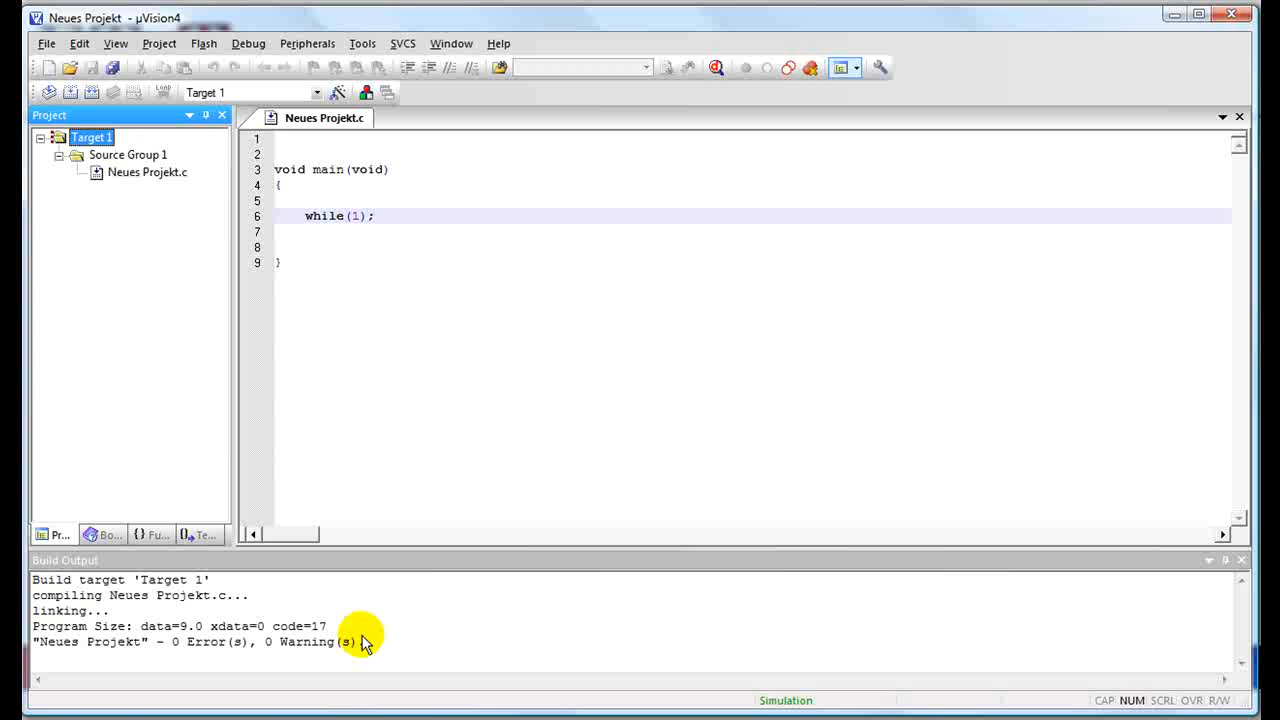 Neues Projekt - µVision4
File Edit View Project Flash Debug Peripherals Tools SVCS Window Help
LOAD Target 1
Project
Neues Projekt.c
Target 1
Source Group 1
Neues Projekt.c
1
2
3 void main(void)
4 {
5
6 while(1);
7
8
9 }
Pr... Bo... {} Fu... Te...
Build Output
Build target 'Target 1'
compiling Neues Projekt.c...
linking...
Program Size: data=9.0 xdata=0 code=17
"Neues Projekt" - 0 Error(s), 0 Warning(s)
Simulation CAP NUM SCRL OVR R/W